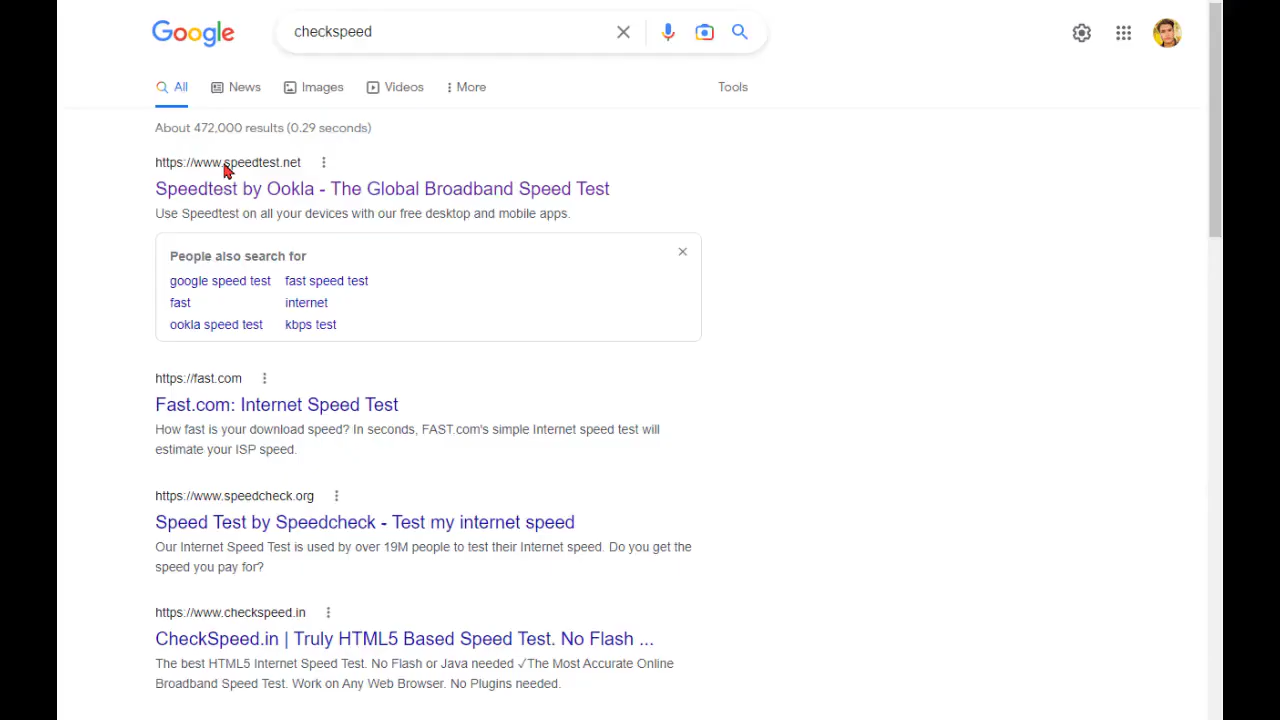 Google
checkspeed
All News Images Videos More Tools
About 472,000 results (0.29 seconds)
https://www.speedtest.net
Speedtest by Ookla - The Global Broadband Speed Test
Use Speedtest on all your devices with our free desktop and mobile apps.
People also search for
google speed test fast speed test
fast internet
ookla speed test kbps test
https://fast.com
Fast.com: Internet Speed Test
How fast is your download speed? In seconds, FAST.com's simple Internet speed test will
estimate your ISP speed.
https://www.speedcheck.org
Speed Test by Speedcheck - Test my internet speed
Our Internet Speed Test is used by over 19M people to test their Internet speed. Do you get the
speed you pay for?
https://www.checkspeed.in
CheckSpeed.in | Truly HTML5 Based Speed Test. No Flash ...
The best HTML5 Internet Speed Test. No Flash or Java needed ✓The Most Accurate Online
Broadband Speed Test. Work on Any Web Browser. No Plugins needed.